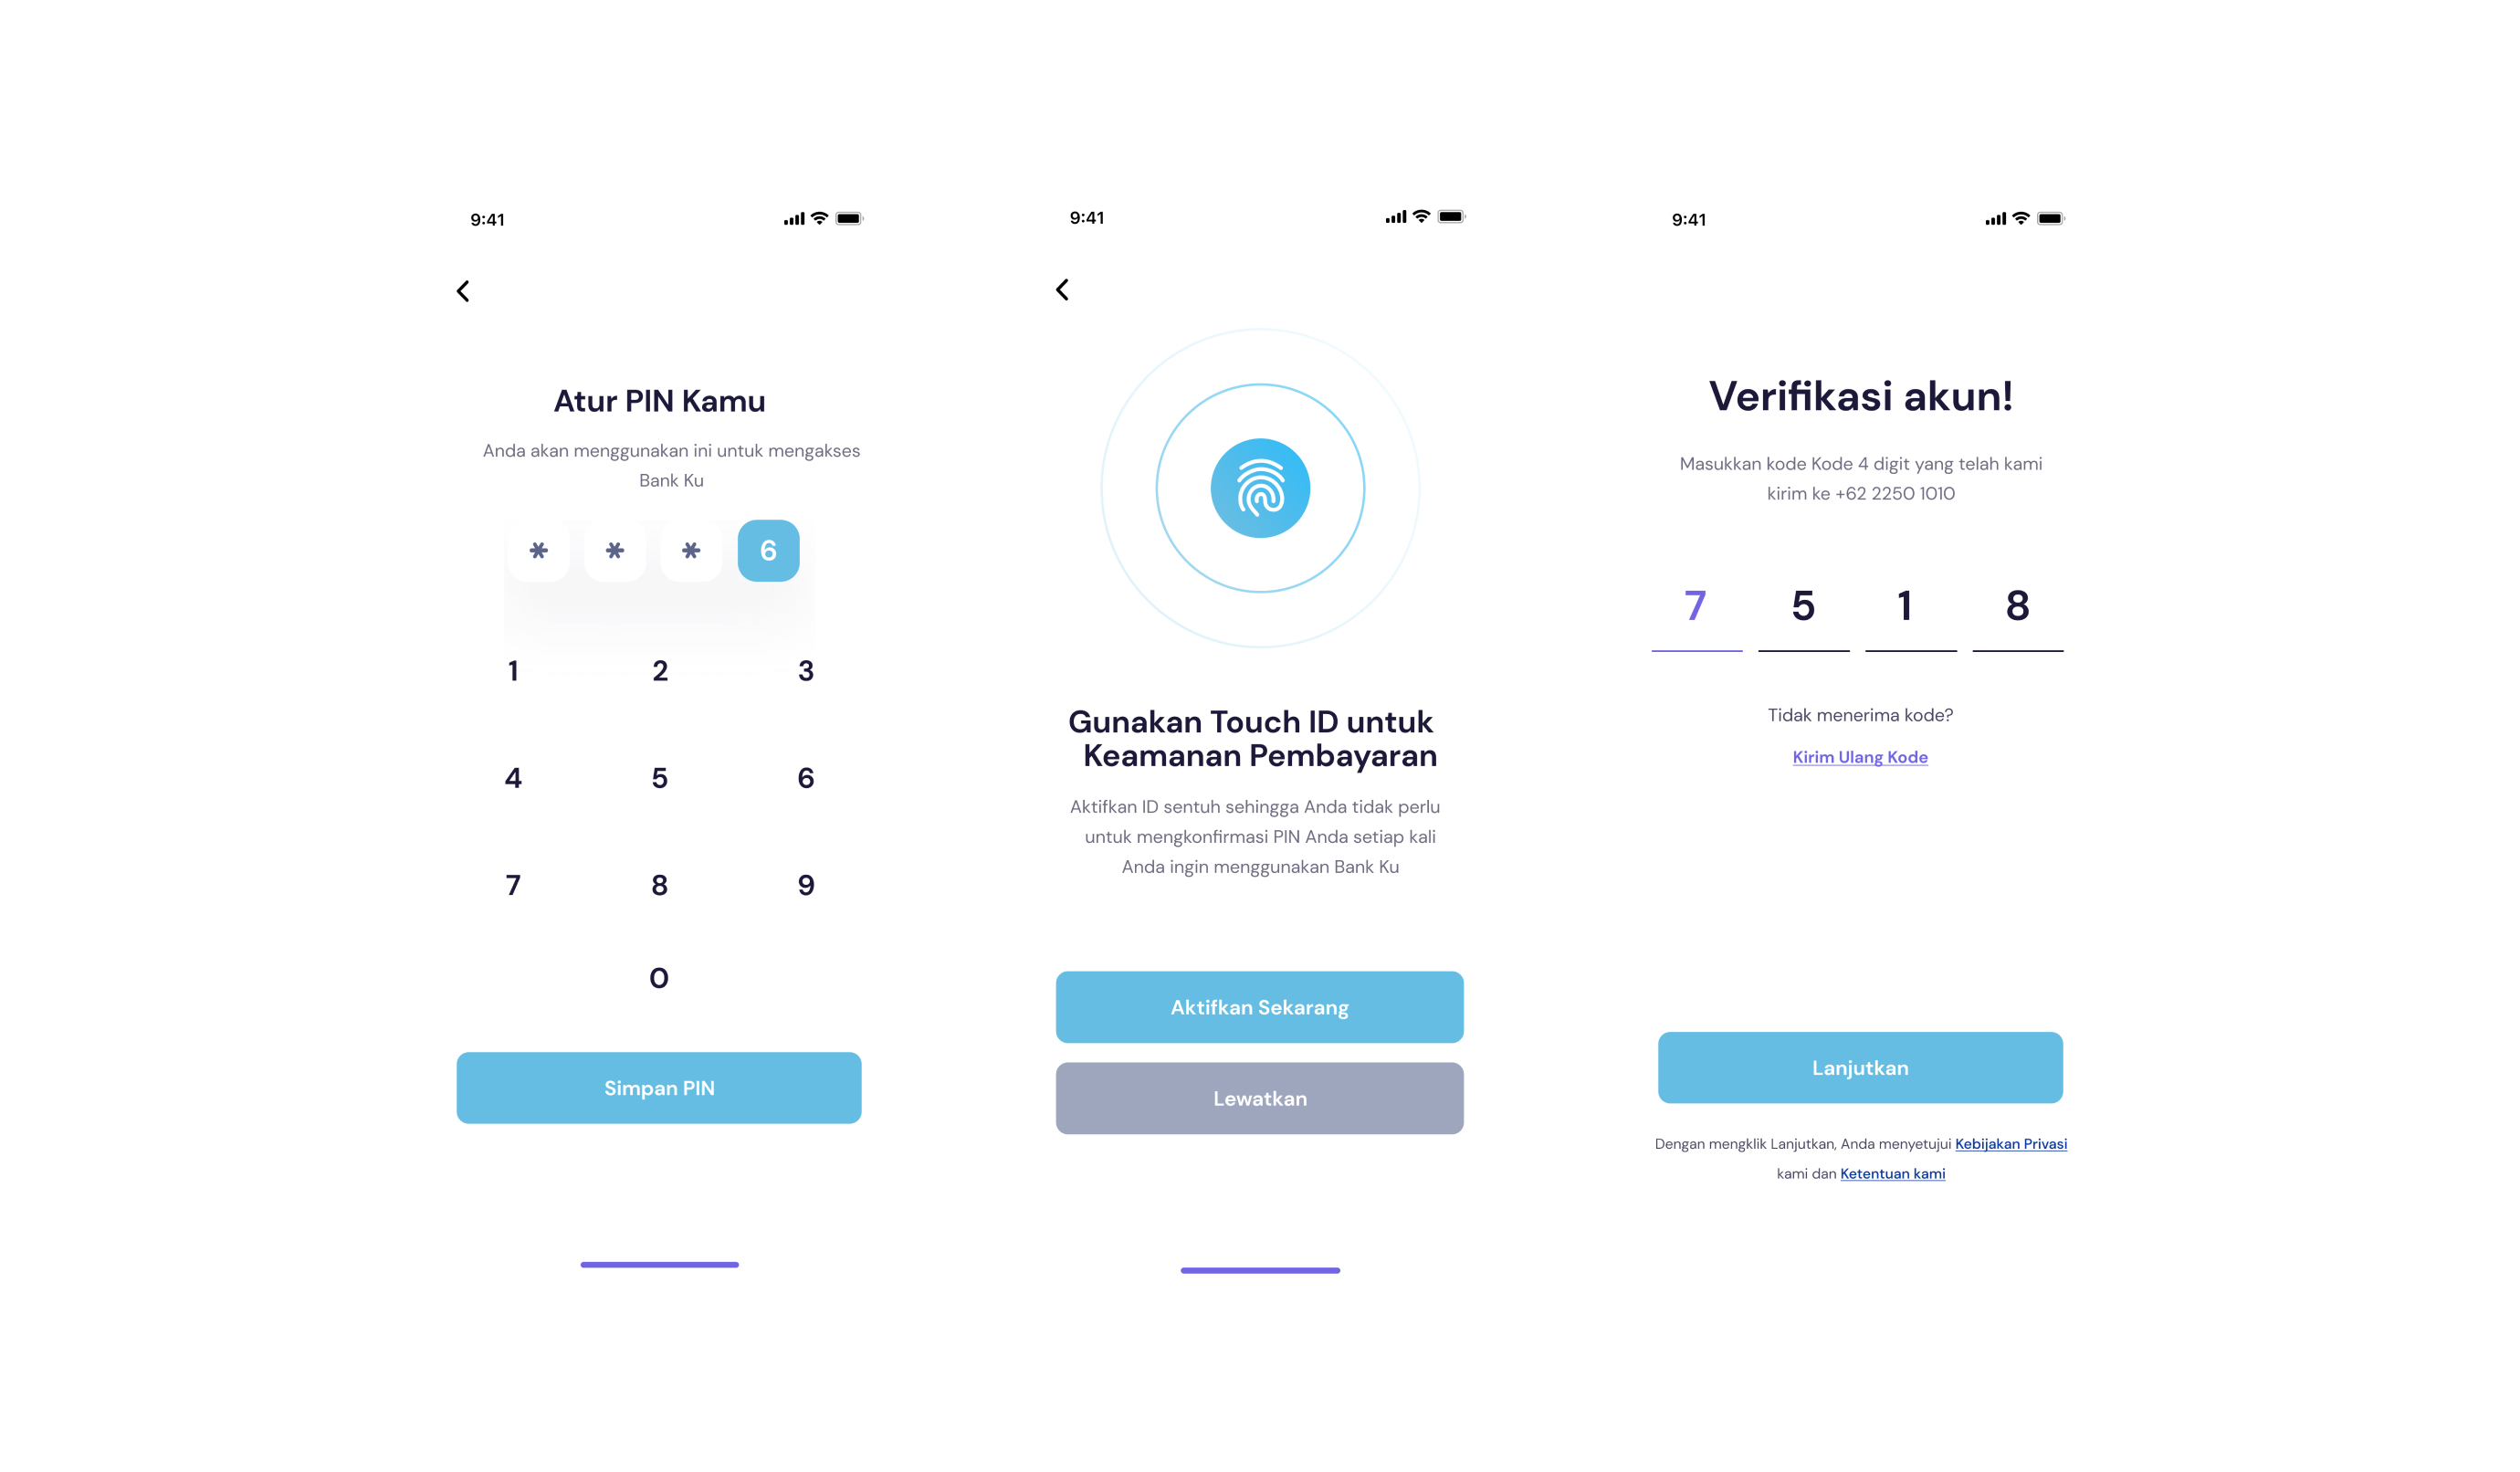 9:41
Atur PIN Kamu
Anda akan menggunakan ini untuk mengakses
Bank Ku
* * * 6
1 2 3
4 5 6
7 8 9
0
Simpan PIN
9:41
Gunakan Touch ID untuk
Keamanan Pembayaran
Aktifkan ID sentuh sehingga Anda tidak perlu
untuk mengkonfirmasi PIN Anda setiap kali
Anda ingin menggunakan Bank Ku
Aktifkan Sekarang
Lewatkan
9:41
Verifikasi akun!
Masukkan kode Kode 4 digit yang telah kami
kirim ke +62 2250 1010
7 5 1 8
Tidak menerima kode?
Kirim Ulang Kode
Lanjutkan
Dengan mengklik Lanjutkan, Anda menyetujui Kebijakan Privasi
kami dan Ketentuan kami